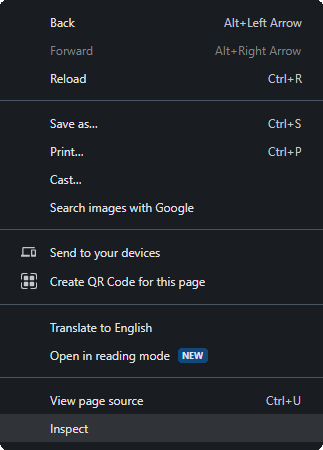 Back Alt+Left Arrow
Forward Alt+Right Arrow
Reload Ctrl+R
Save as... Ctrl+S
Print... Ctrl+P
Cast...
Search images with Google
Send to your devices
Create QR Code for this page
Translate to English
Open in reading mode NEW
View page source Ctrl+U
Inspect